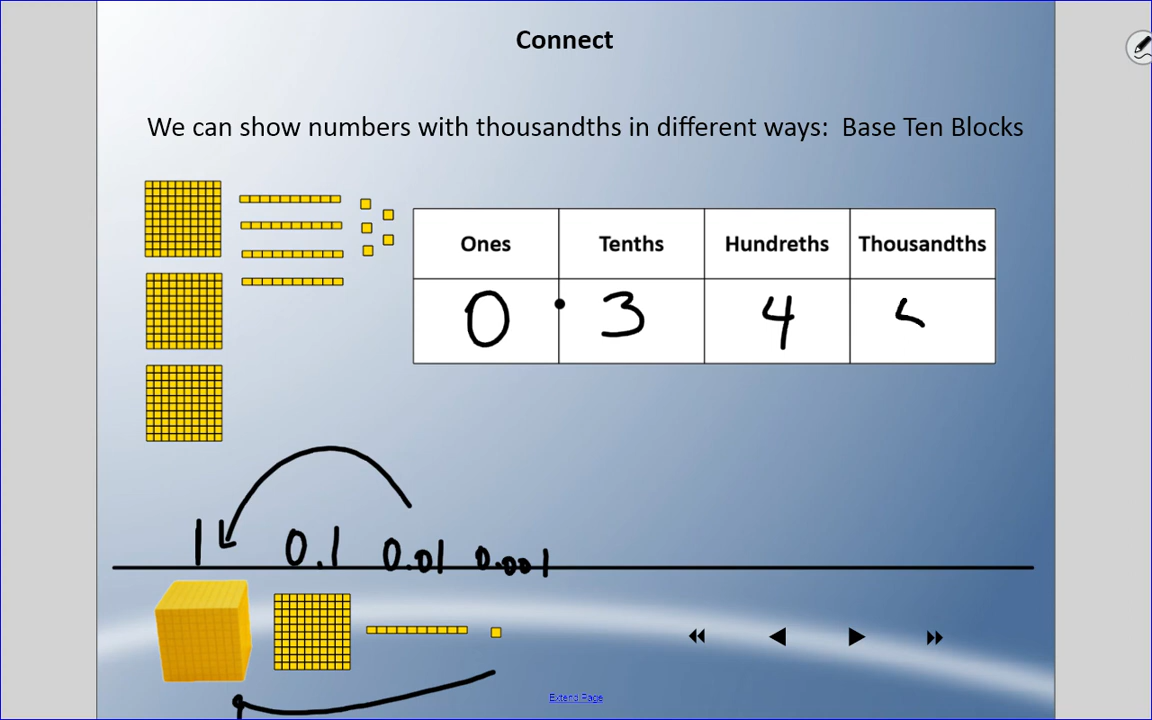 Connect
We can show numbers with thousandths in different ways: Base Ten Blocks
Ones Tenths Hundreths Thousandths
0 . 3 4
1 0.1 0.01 0.001
Extend Page